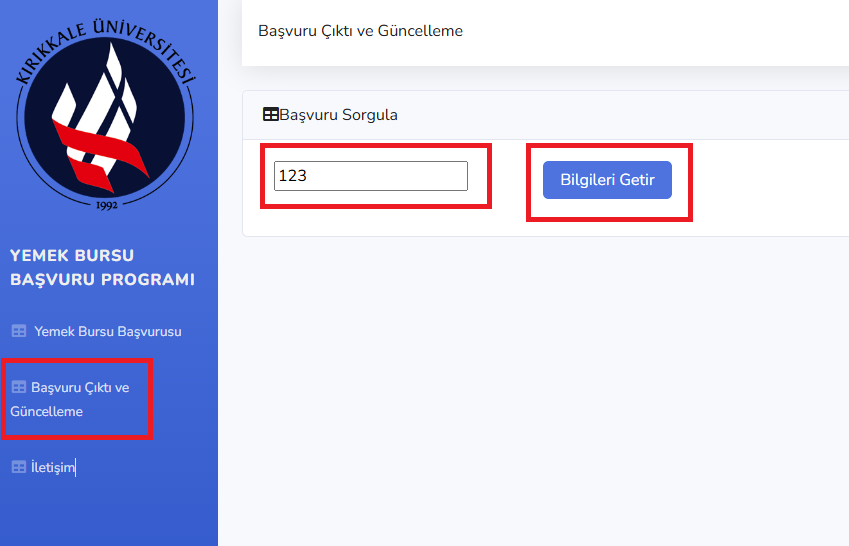 KIRIKKALE ÜNİVERSİTESİ
1992
YEMEK BURSU
BAŞVURU PROGRAMI
Yemek Bursu Başvurusu
Başvuru Çıktı ve
Güncelleme
İletişim
Başvuru Çıktı ve Güncelleme
Başvuru Sorgula
123
Bilgileri Getir